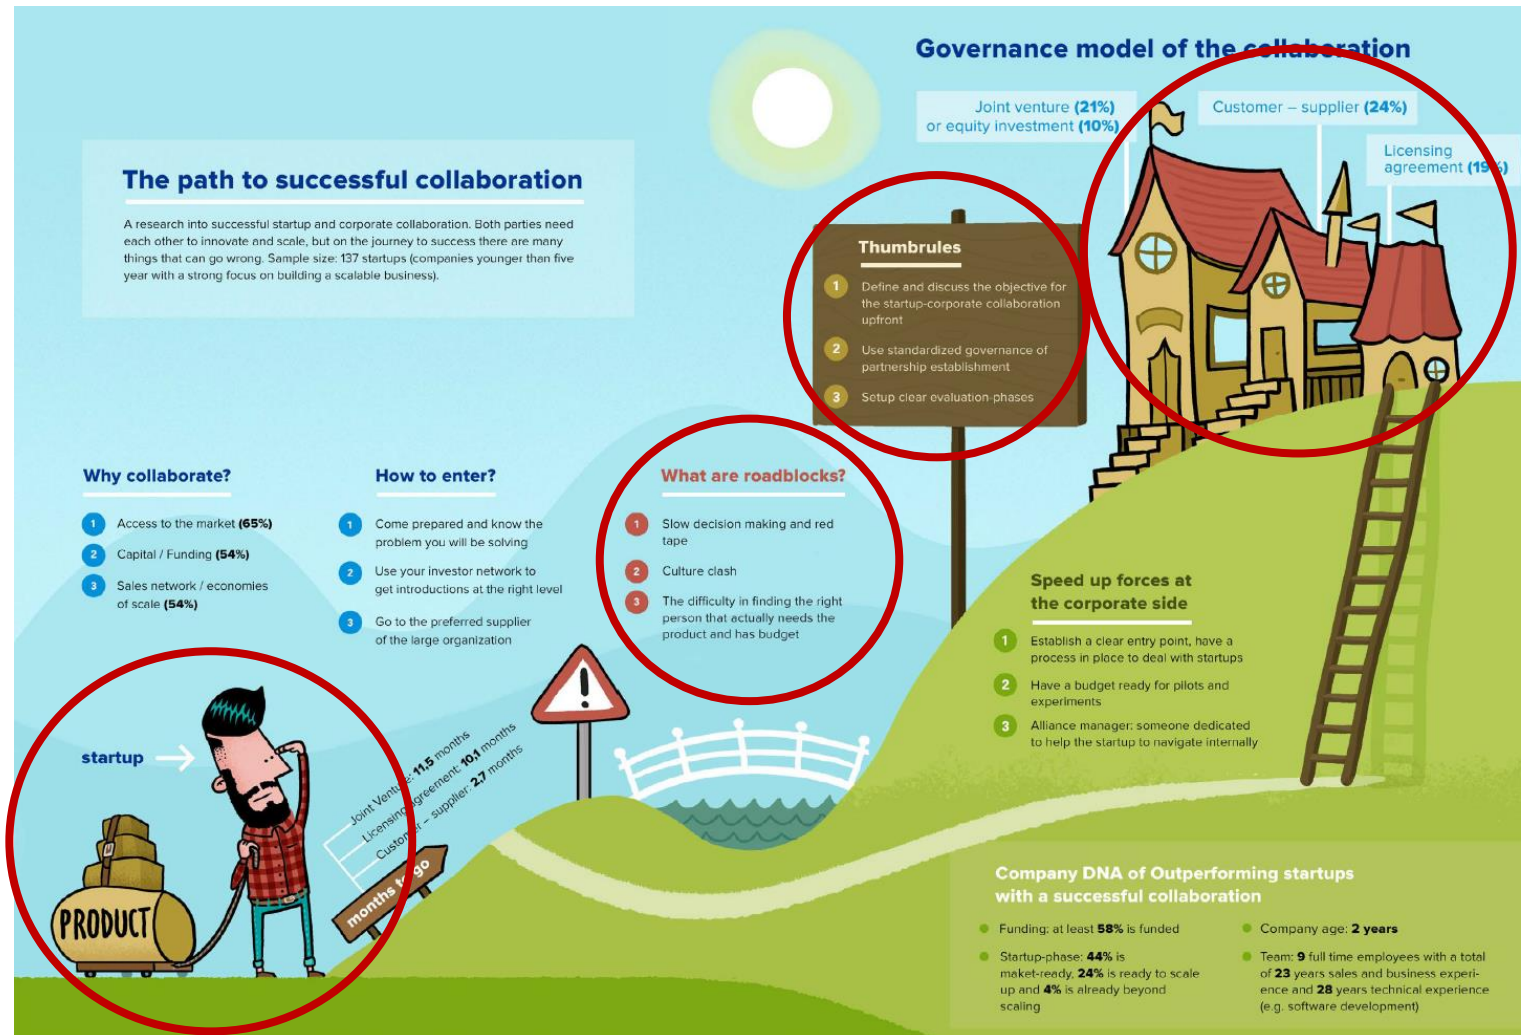 Governance model of the collaboration
Joint venture (21%)
or equity investment (10%)
Customer – supplier (24%)
Licensing
agreement (19%)
The path to successful collaboration
A research into successful startup and corporate collaboration. Both parties need
each other to innovate and scale, but on the journey to success there are many
things that can go wrong. Sample size: 137 startups (companies younger than five
year with a strong focus on building a scalable business).
Thumbrules
1 Define and discuss the objective for
the startup-corporate collaboration
upfront
2 Use standardized governance of
partnership establishment
3 Setup clear evaluation-phases
Why collaborate?
1 Access to the market (65%)
2 Capital / Funding (54%)
3 Sales network / economies
of scale (54%)
How to enter?
1 Come prepared and know the
problem you will be solving
2 Use your investor network to
get introductions at the right level
3 Go to the preferred supplier
of the large organization
What are roadblocks?
1 Slow decision making and red
tape
2 Culture clash
3 The difficulty in finding the right
person that actually needs the
product and has budget
Speed up forces at
the corporate side
1 Establish a clear entry point, have a
process in place to deal with startups
2 Have a budget ready for pilots and
experiments
3 Alliance manager: someone dedicated
to help the startup to navigate internally
startup
PRODUCT
Joint Venture: 11,5 months
Licensing agreement: 10,1 months
Customer – supplier: 2,7 months
months to go
!
Company DNA of Outperforming startups
with a successful collaboration
Funding: at least 58% is funded
Startup-phase: 44% is
maket-ready, 24% is ready to scale
up and 4% is already beyond
scaling
Company age: 2 years
Team: 9 full time employees with a total
of 23 years sales and business experi-
ence and 28 years technical experience
(e.g. software development)